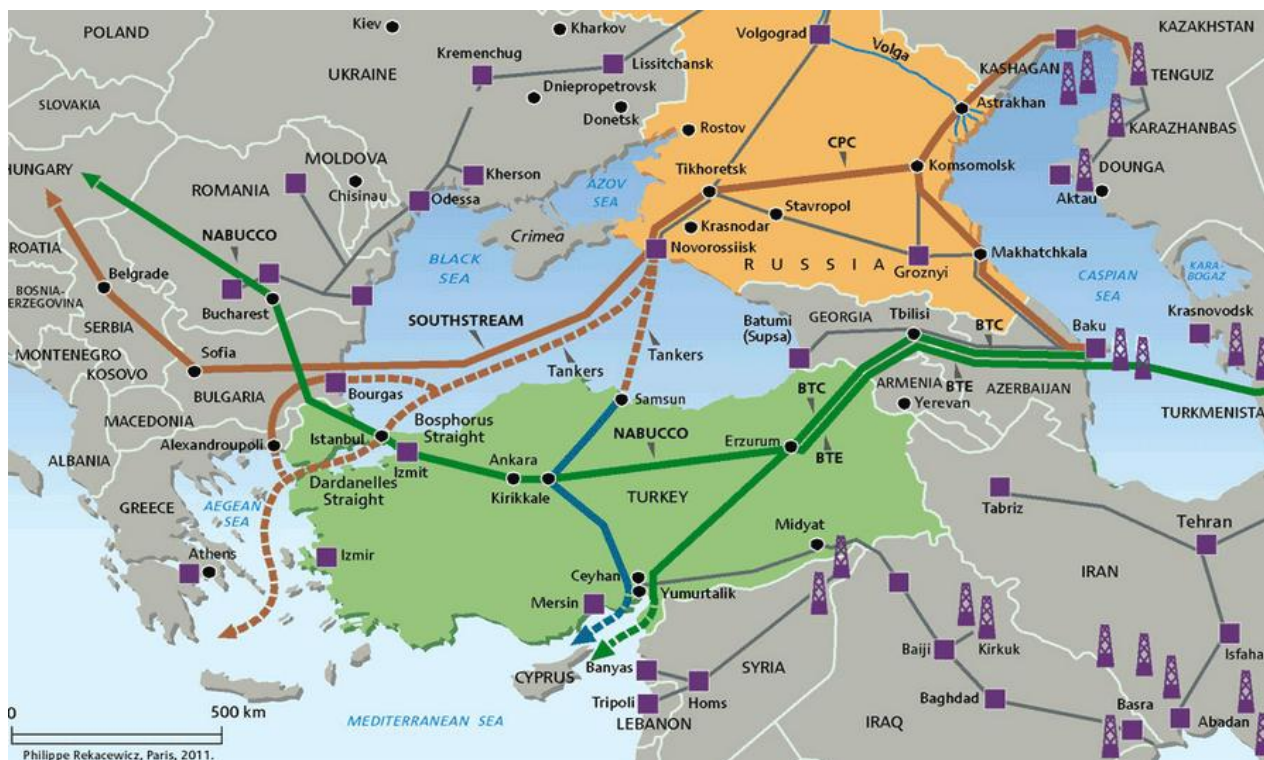 POLAND
Kiev
Kharkov
Volgograd
Volga
KAZAKHSTAN
Kremenchug
Lissitchansk
KASHAGAN
TENGUIZ
UKRAINE
Dniepropetrovsk
SLOVAKIA
Donetsk
Astrakhan
Rostov
KARAZHANBAS
CPC
MOLDOVA
HUNGARY
Tikhoretsk
Komsomolsk
DOUNGA
ROMANIA
Chisinau
Kherson
AZOV
SEA
Odessa
Aktau
Stavropol
Krasnodar
NABUCCO
Crimea
CROATIA
Novorossiisk
Makhatchkala
BLACK
SEA
RUSSIA
Groznyi
CASPIAN
SEA
KARA-
BOGAZ
Belgrade
BOSNIA-
HERZEGOVINA
Bucharest
Krasnovodsk
SERBIA
SOUTHSTREAM
Batumi
(Supsa)
GEORGIA
Tbilisi
BTC
Baku
MONTENEGRO
KOSOVO
Sofia
Tankers
Tankers
BULGARIA
Bourgas
BTC
ARMENIA
BTE
AZERBAIJAN
Yerevan
MACEDONIA
Samsun
TURKMENISTA
Bosphorus
Straight
NABUCCO
Alexandroupoli
Istanbul
Erzurum
ALBANIA
Izmit
Ankara
BTE
Dardanelles
Straight
Kirikkale
TURKEY
GREECE
AEGEAN
SEA
Tabriz
Midyat
Tehran
Athens
Izmir
Ceyhan
IRAN
Mersin
Yumurtalik
Baiji
Kirkuk
Isfaha
CYPRUS
Banyas
SYRIA
Tripoli
Homs
Baghdad
LEBANON
Basra
Abadan
IRAQ
0
500 km
MEDITERRANEAN SEA
Philippe Rekacewicz, Paris, 2011.